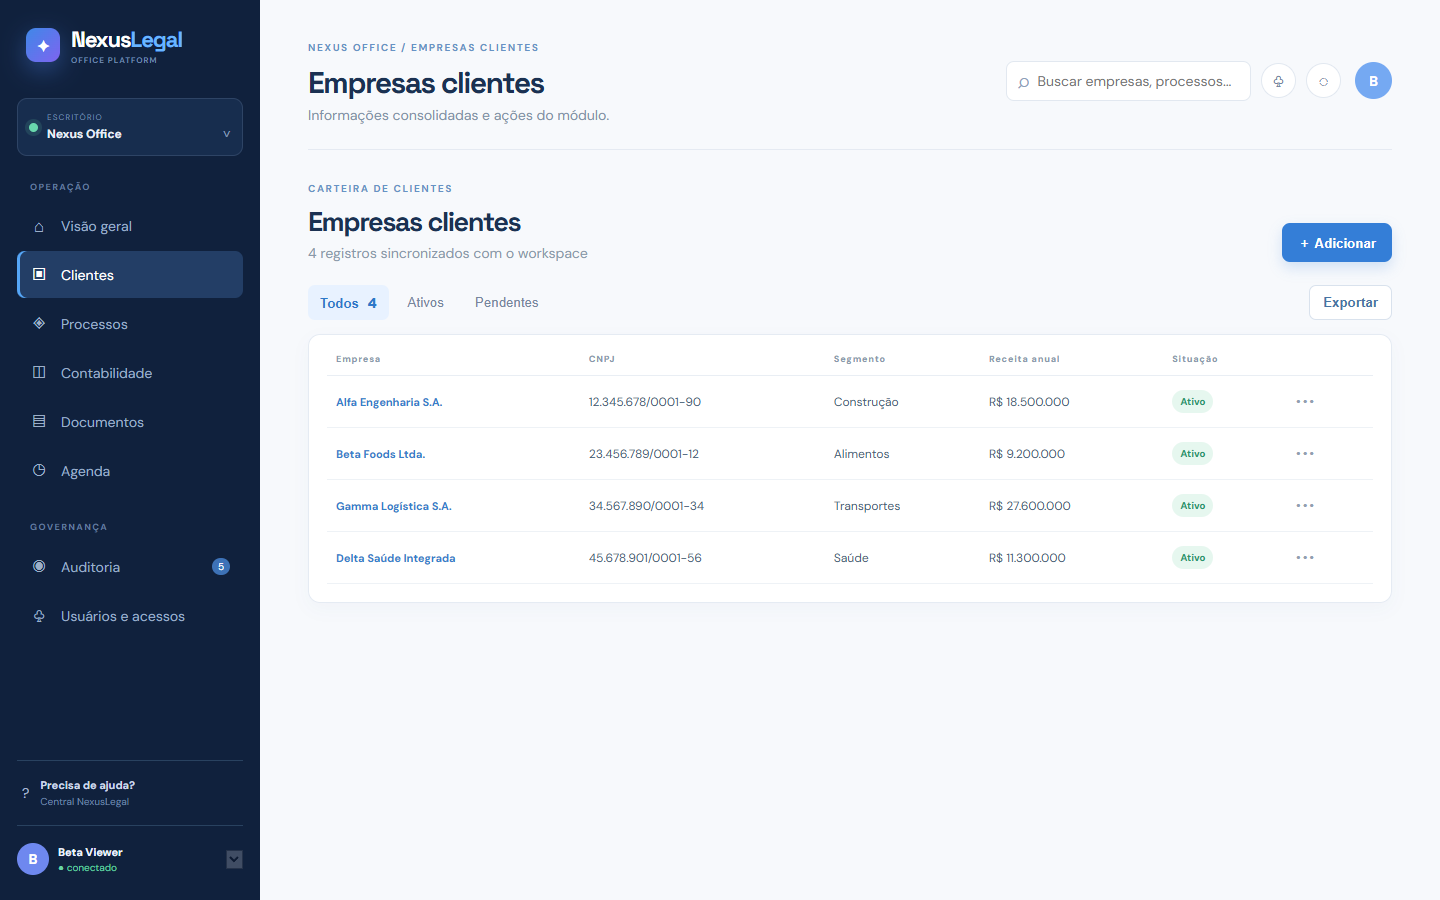 NexusLegal
OFFICE PLATFORM
ESCRITÓRIO
Nexus Office
OPERAÇÃO
Visão geral
Clientes
Processos
Contabilidade
Documentos
Agenda
GOVERNANÇA
Auditoria 5
Usuários e acessos
? Precisa de ajuda?
Central NexusLegal
B Beta Viewer
conectado
NEXUS OFFICE / EMPRESAS CLIENTES
Empresas clientes
Informações consolidadas e ações do módulo.
Buscar empresas, processos...
B
CARTEIRA DE CLIENTES
Empresas clientes
4 registros sincronizados com o workspace
+ Adicionar
Todos 4 Ativos Pendentes
Exportar
Empresa CNPJ Segmento Receita anual Situação
Alfa Engenharia S.A. 12.345.678/0001-90 Construção R$ 18.500.000 Ativo •••
Beta Foods Ltda. 23.456.789/0001-12 Alimentos R$ 9.200.000 Ativo •••
Gamma Logística S.A. 34.567.890/0001-34 Transportes R$ 27.600.000 Ativo •••
Delta Saúde Integrada 45.678.901/0001-56 Saúde R$ 11.300.000 Ativo •••